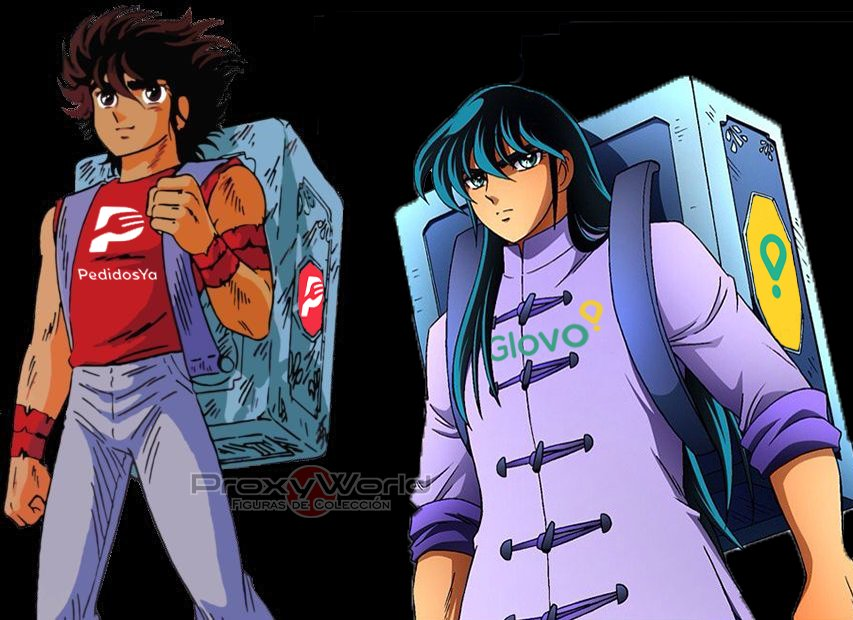 PedidosYa
Glovo
ProxyWorld
Figuras de Colección